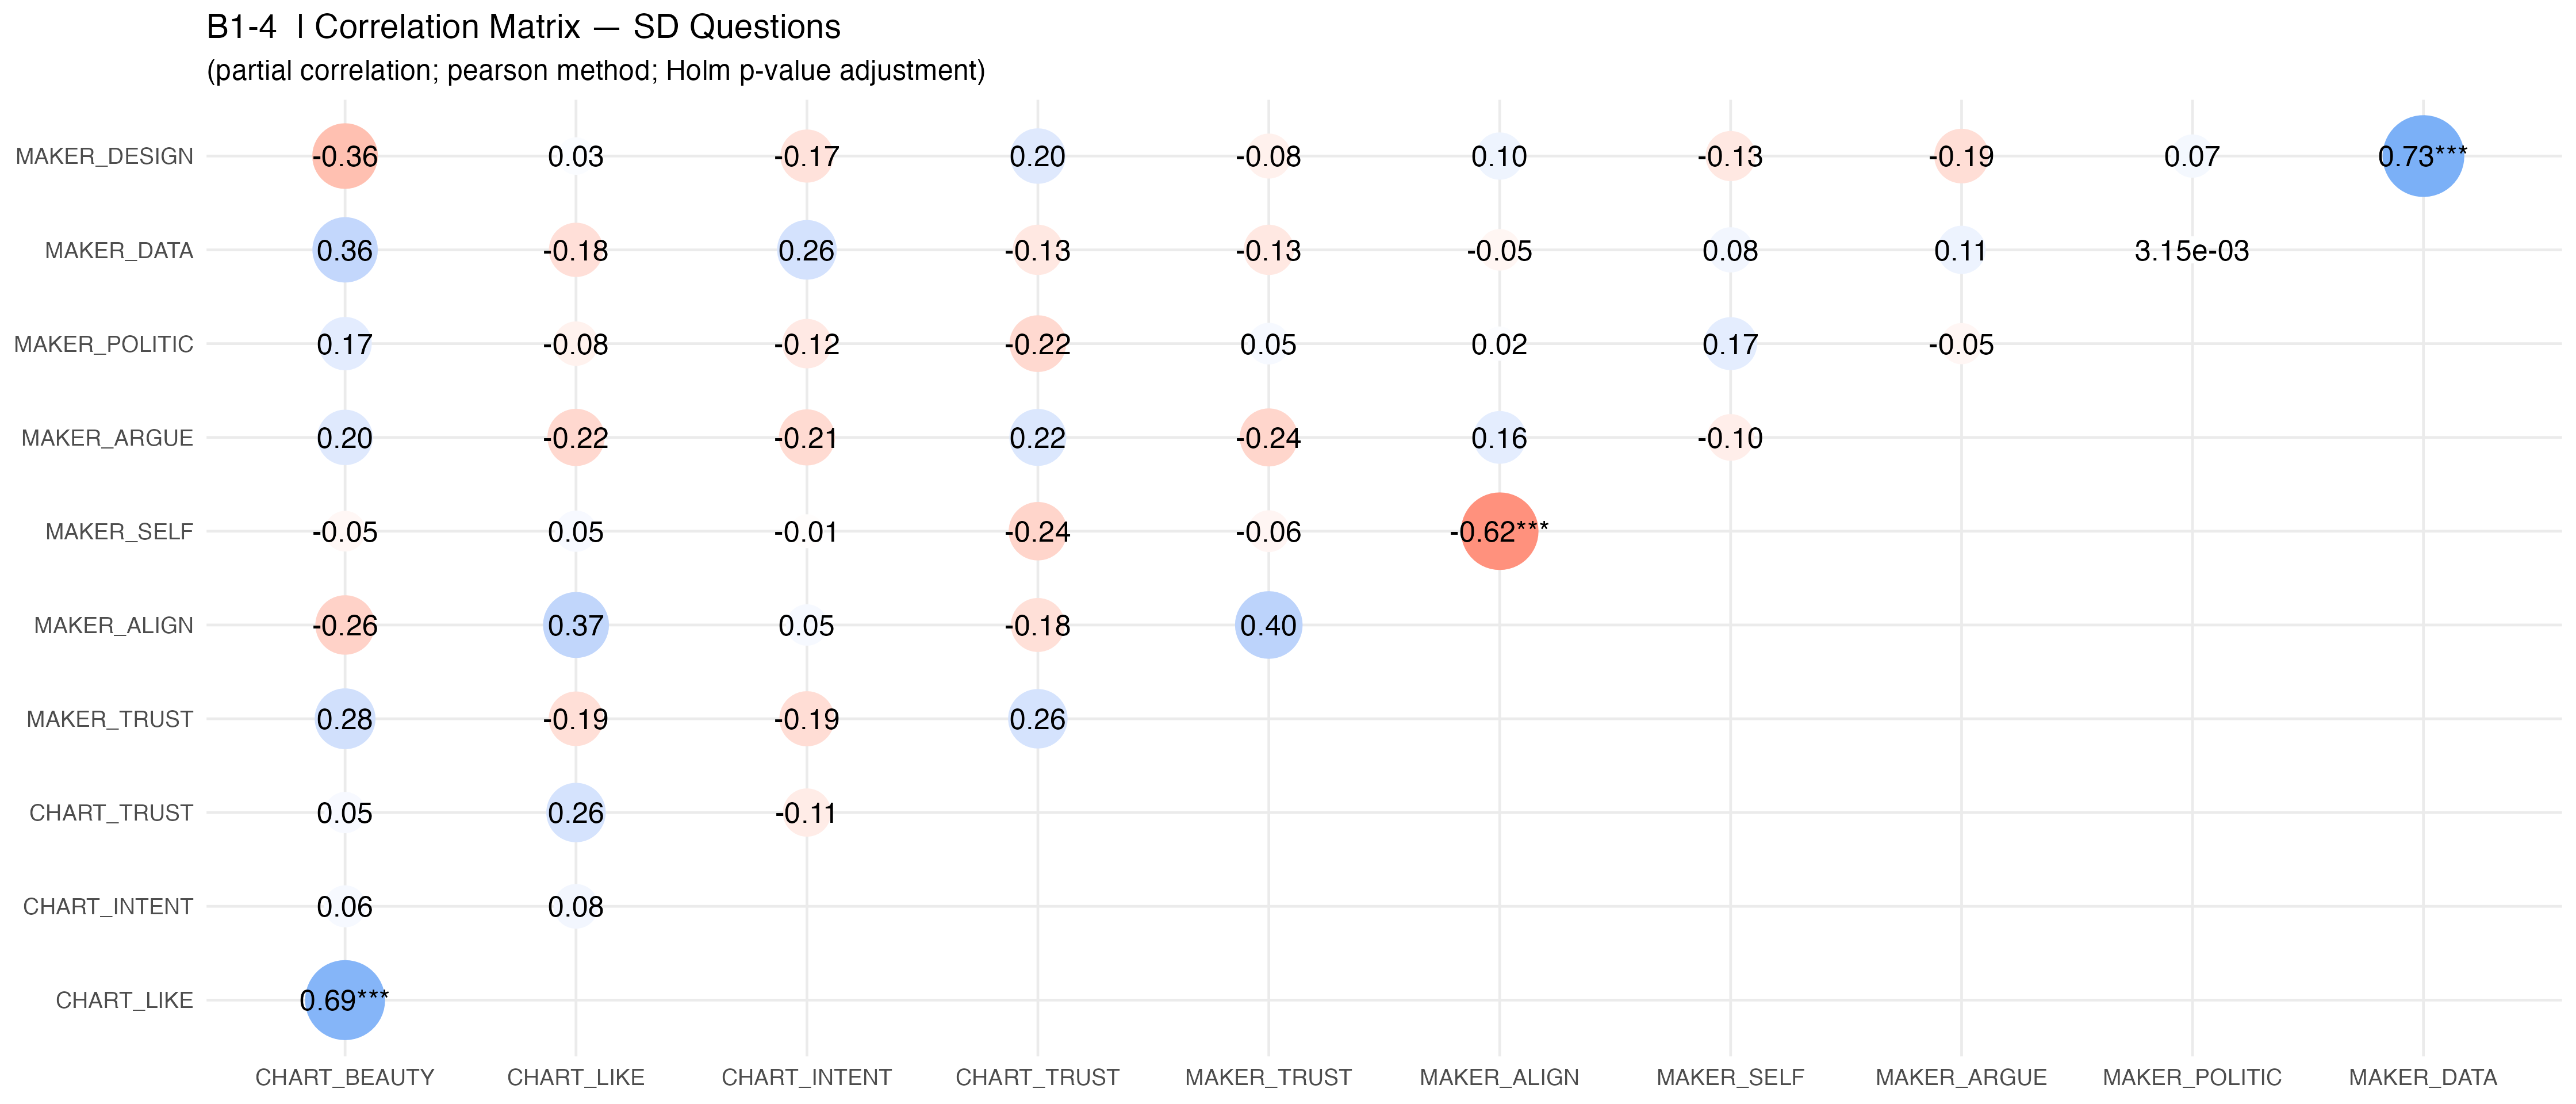 B1-4 | Correlation Matrix — SD Questions
(partial correlation; pearson method; Holm p-value adjustment)
MAKER_DESIGN -0.36 0.03 -0.17 0.20 -0.08 0.10 -0.13 -0.19 0.07 0.73***
MAKER_DATA 0.36 -0.18 0.26 -0.13 -0.13 -0.05 0.08 0.11 3.15e-03
MAKER_POLITIC 0.17 -0.08 -0.12 -0.22 0.05 0.02 0.17 -0.05
MAKER_ARGUE 0.20 -0.22 -0.21 0.22 -0.24 0.16 -0.10
MAKER_SELF -0.05 0.05 -0.01 -0.24 -0.06 -0.62***
MAKER_ALIGN -0.26 0.37 0.05 -0.18 0.40
MAKER_TRUST 0.28 -0.19 -0.19 0.26
CHART_TRUST 0.05 0.26 -0.11
CHART_INTENT 0.06 0.08
CHART_LIKE 0.69***
CHART_BEAUTY CHART_LIKE CHART_INTENT CHART_TRUST MAKER_TRUST MAKER_ALIGN MAKER_SELF MAKER_ARGUE MAKER_POLITIC MAKER_DATA